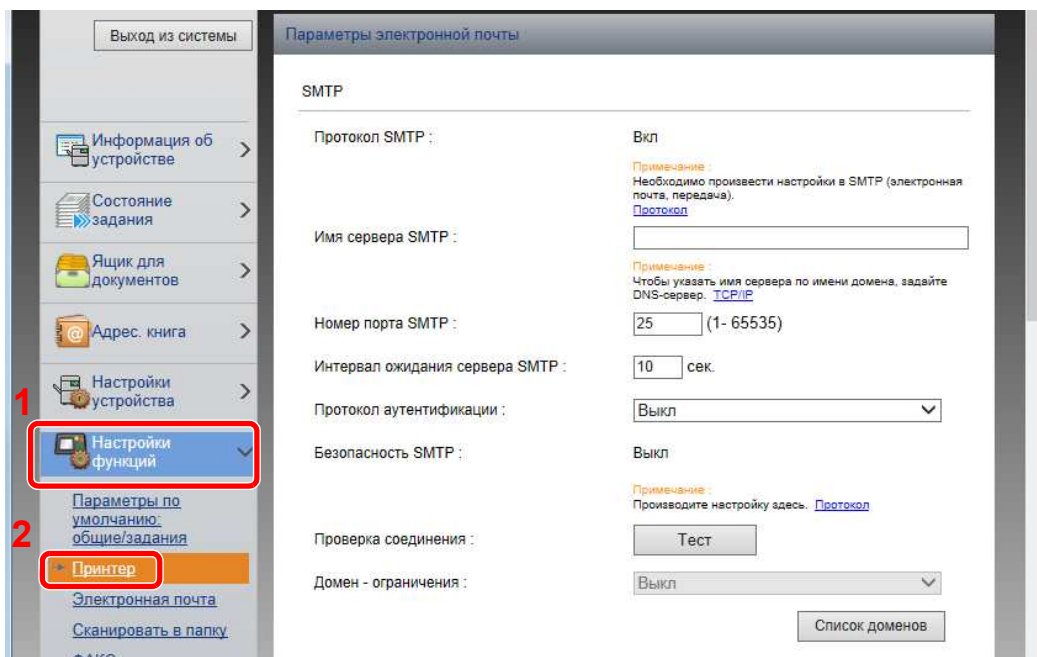 Выход из системы
Информация об
устройстве
Состояние
задания
Ящик для
документов
Адрес. книга
Настройки
устройства
1
Настройки
функций
Параметры по
умолчанию:
общие/задания
2
Принтер
Электронная почта
Сканировать в папку
Параметры электронной почты
SMTP
Протокол SMTP :
Вкл
Примечание :
Необходимо произвести настройки в SMTP (электронная
почта, передача).
Протокол
Имя сервера SMTP :
Примечание :
Чтобы указать имя сервера по имени домена, задайте
DNS-сервер. TCP/IP
Номер порта SMTP :
25 (1- 65535)
Интервал ожидания сервера SMTP :
10 сек.
Протокол аутентификации :
Выкл
Безопасность SMTP :
Выкл
Примечание :
Производите настройку здесь. Протокол
Проверка соединения :
Тест
Домен - ограничения :
Выкл
Список доменов